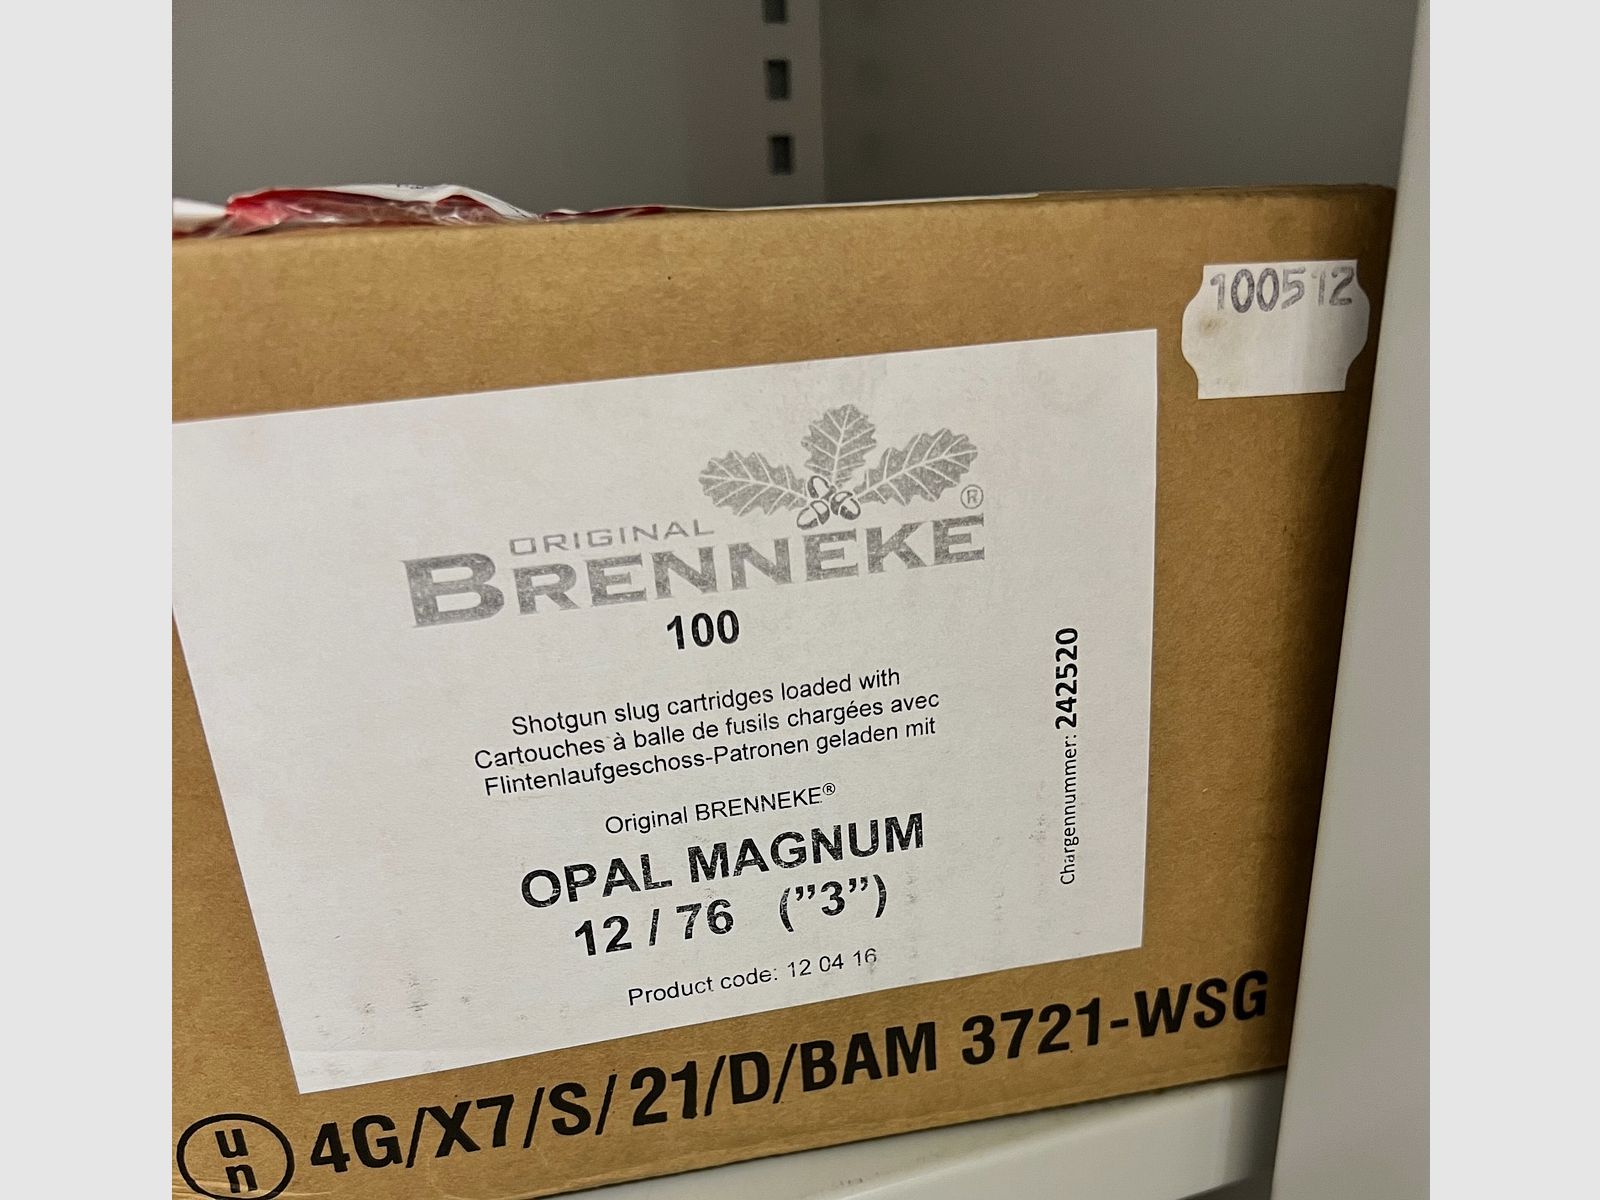 100512
ORIGINAL
BRENNEKE®
100
Shotgun slug cartridges loaded with
Cartouches à balle de fusils chargées avec
Flintenlaufgeschoss-Patronen geladen mit
Original BRENNEKE®
OPAL MAGNUM
12 / 76 (”3”)
Product code: 12 04 16
Chargennummer: 242520
un 4G/X7/S/21/D/BAM 3721-WSG